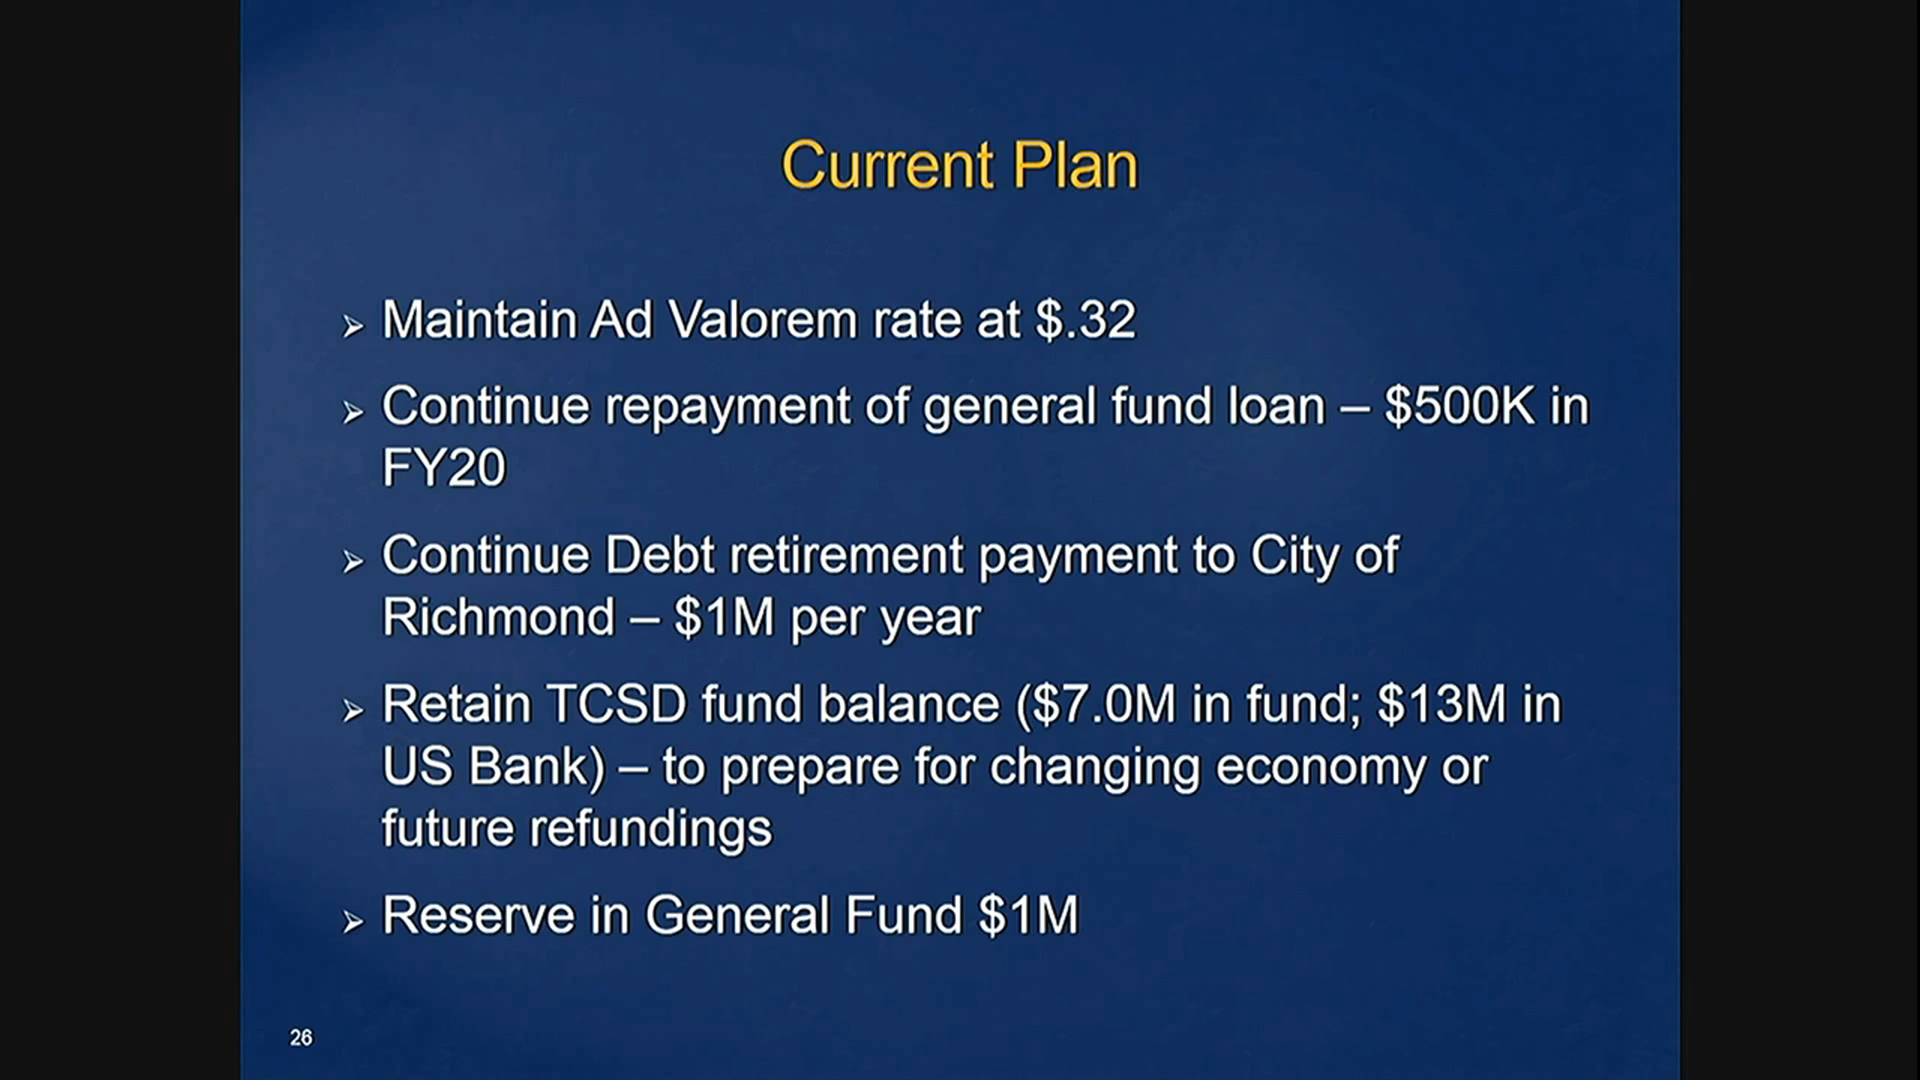 Current Plan
Maintain Ad Valorem rate at $.32
Continue repayment of general fund loan – $500K in
FY20
Continue Debt retirement payment to City of
Richmond – $1M per year
Retain TCSD fund balance ($7.0M in fund; $13M in
US Bank) – to prepare for changing economy or
future refundings
Reserve in General Fund $1M
26